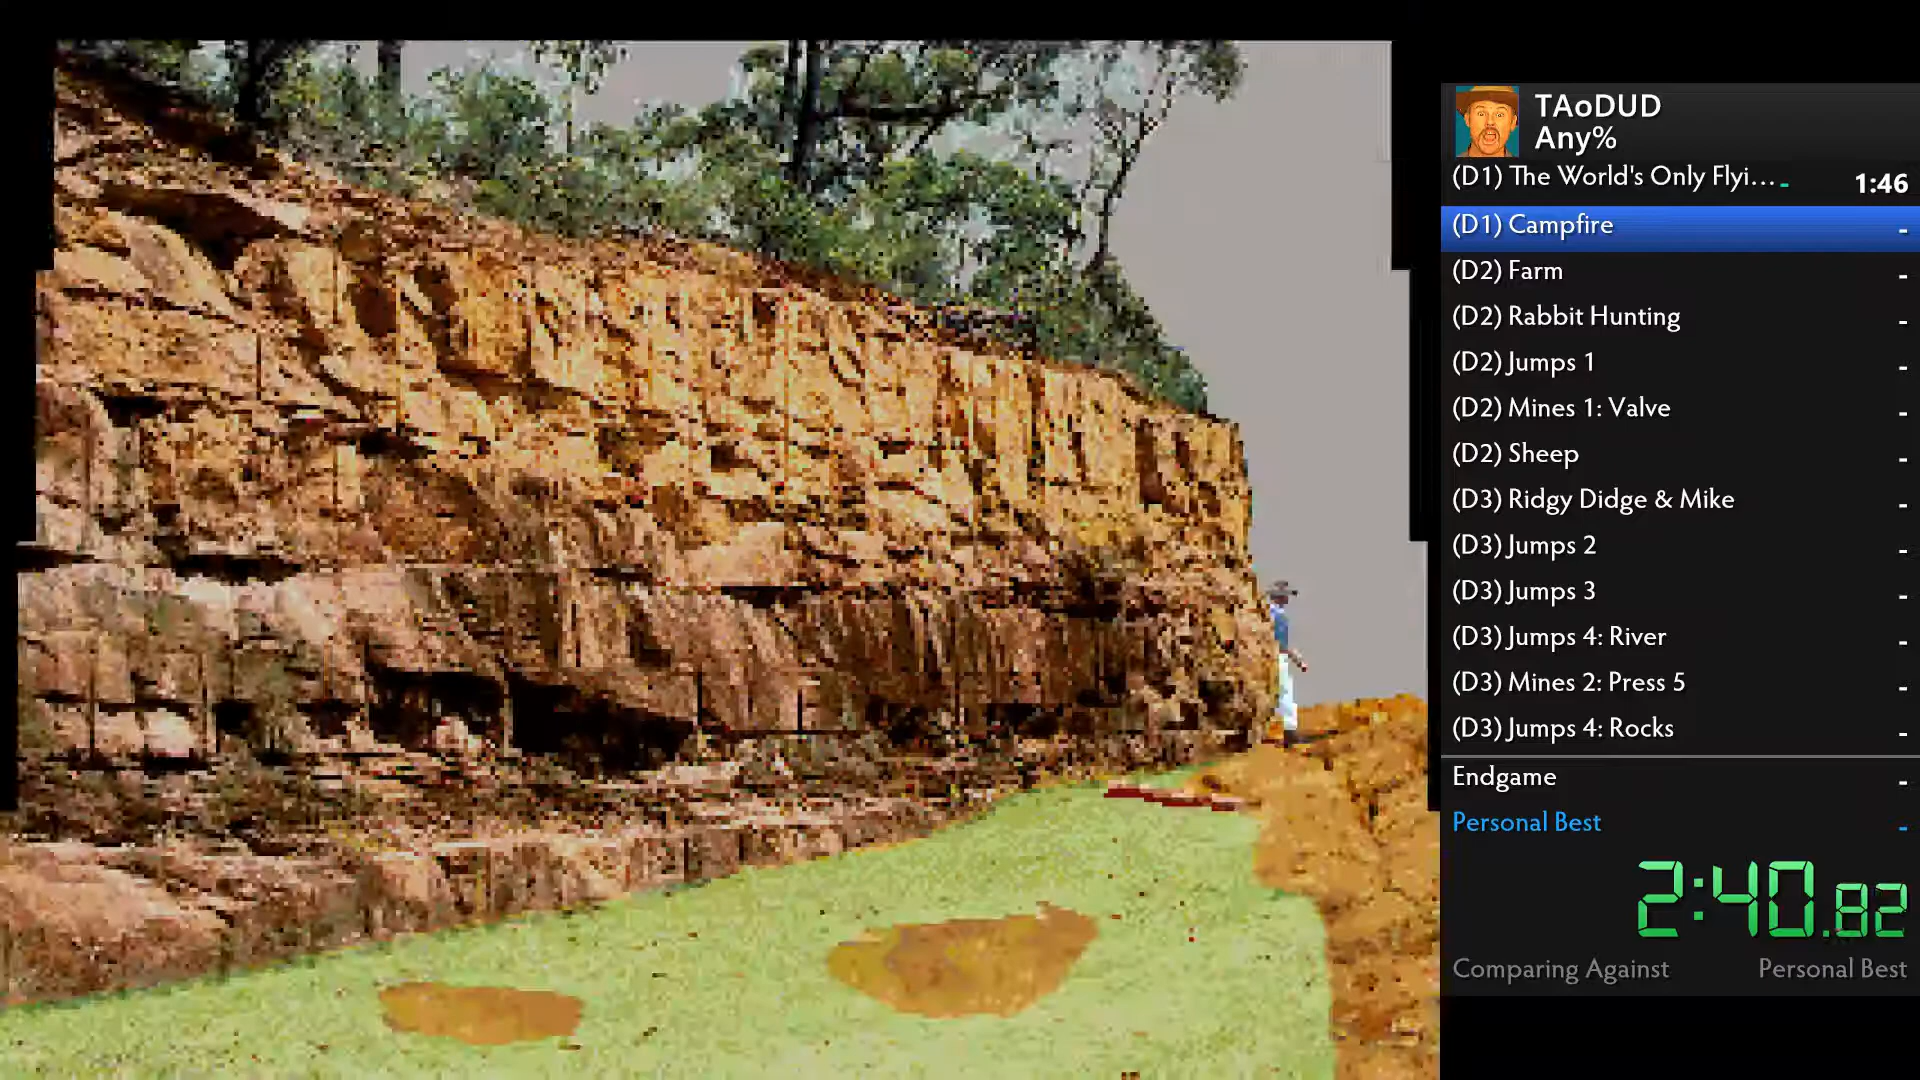 TAoDUD
Any%
(D1) The World's Only Flyi... - 1:46
(D1) Campfire -
(D2) Farm -
(D2) Rabbit Hunting -
(D2) Jumps 1 -
(D2) Mines 1: Valve -
(D2) Sheep -
(D3) Ridgy Didge & Mike -
(D3) Jumps 2 -
(D3) Jumps 3 -
(D3) Jumps 4: River -
(D3) Mines 2: Press 5 -
(D3) Jumps 4: Rocks -
Endgame -
Personal Best -
2:40.82
Comparing Against Personal Best